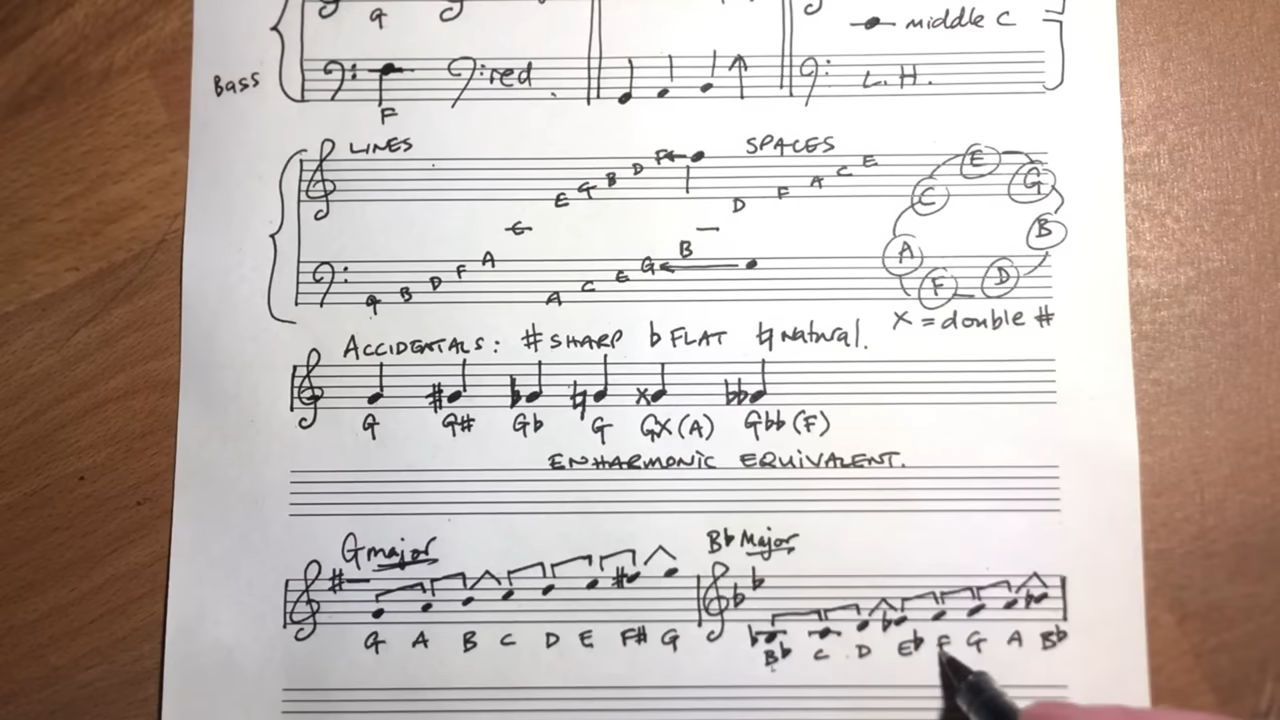 G
middle C
Bass
F
:red
L.H.
LINES
SPACES
G B D F A C E G B D F
A C E G B D F A C E
A C E G B D F
x = double #
ACCIDENTALS: # SHARP b FLAT ♮ natural.
G G# Gb G Gx(A) Gbb(F)
ENHARMONIC EQUIVALENT.
G major
Bb Major
G A B C D E F# G
Bb C D Eb F G A Bb